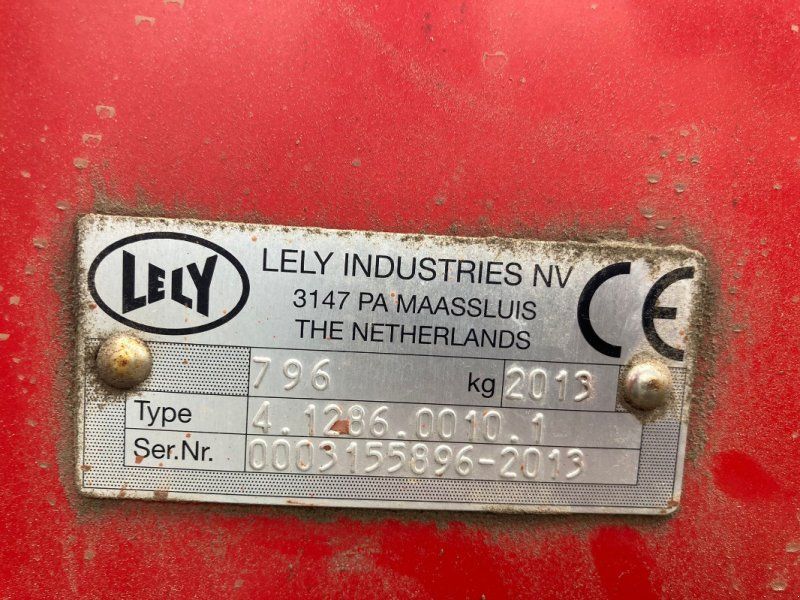 LELY
LELY INDUSTRIES NV
3147 PA MAASSLUIS
THE NETHERLANDS
CE
796 kg 2013
Type 4.1286.0010.1
Ser.Nr. 0003155896-2013